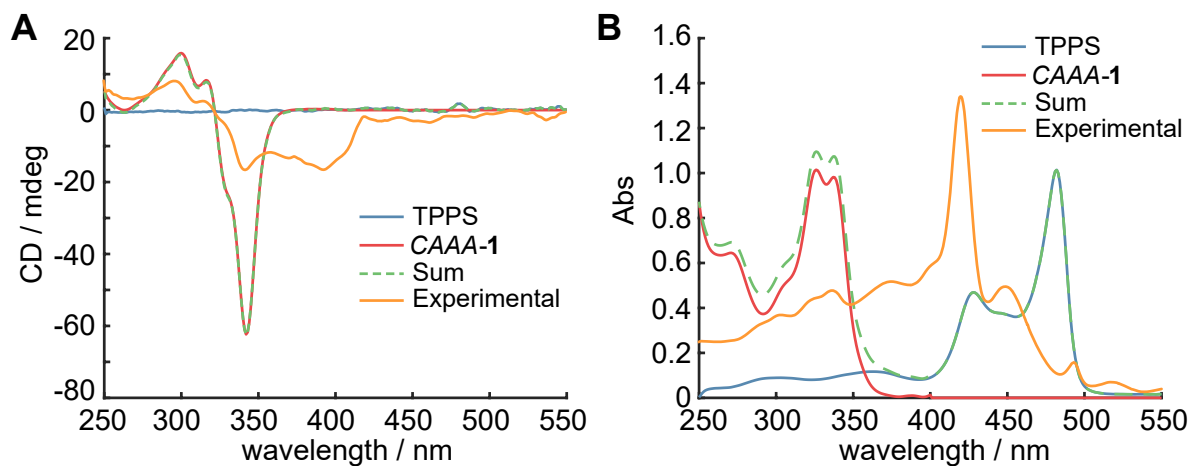 A
CD / mdeg
20
0
-20
-40
-60
-80
TPPS
CAAA-1
Sum
Experimental
250 300 350 400 450 500 550
wavelength / nm
B
Abs
1.6
1.4
1.2
1.0
0.8
0.6
0.4
0.2
0
TPPS
CAAA-1
Sum
Experimental
250 300 350 400 450 500 550
wavelength / nm